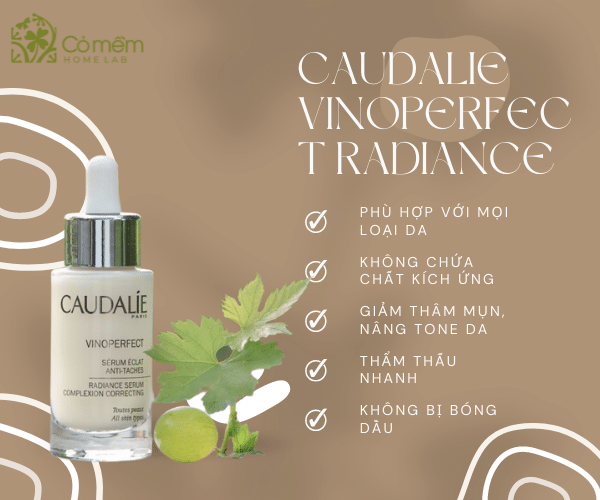 Cỏ mềm
HOME LAB
CAUDALIE
VINOPERFEC
T RADIANCE
PHÙ HỢP VỚI MỌI
LOẠI DA
KHÔNG CHỨA
CHẤT KÍCH ỨNG
GIẢM THÂM MỤN,
NÂNG TONE DA
THẨM THẤU
NHANH
KHÔNG BỊ BÓNG
DẦU
CAUDALÍE
PARIS
VINOPERFECT
SÉRUM ÉCLAT
ANTI-TACHES
RADIANCE SERUM
COMPLEXION CORRECTING
Toutes peaux
All skin types